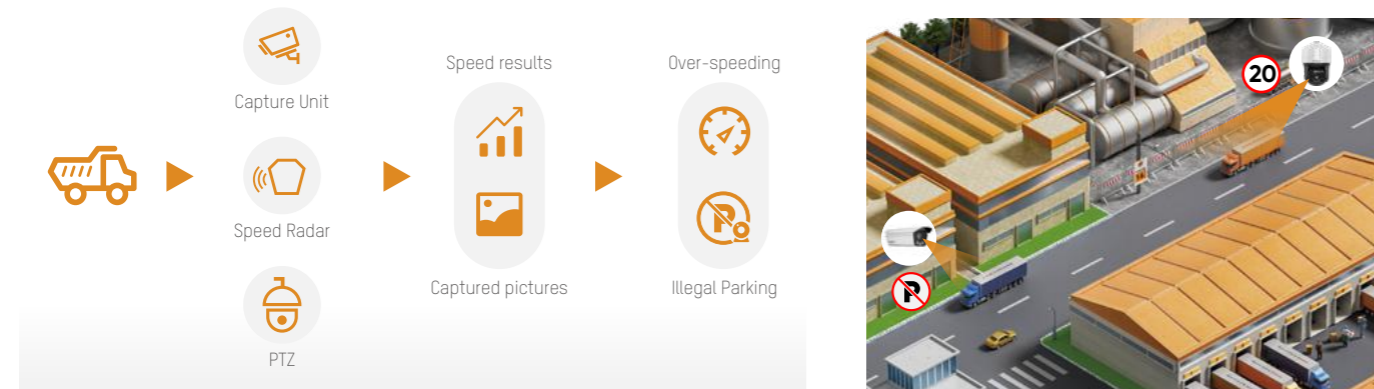 Capture Unit
Speed Radar
PTZ
Speed results
Captured pictures
Over-speeding
Illegal Parking
20
P